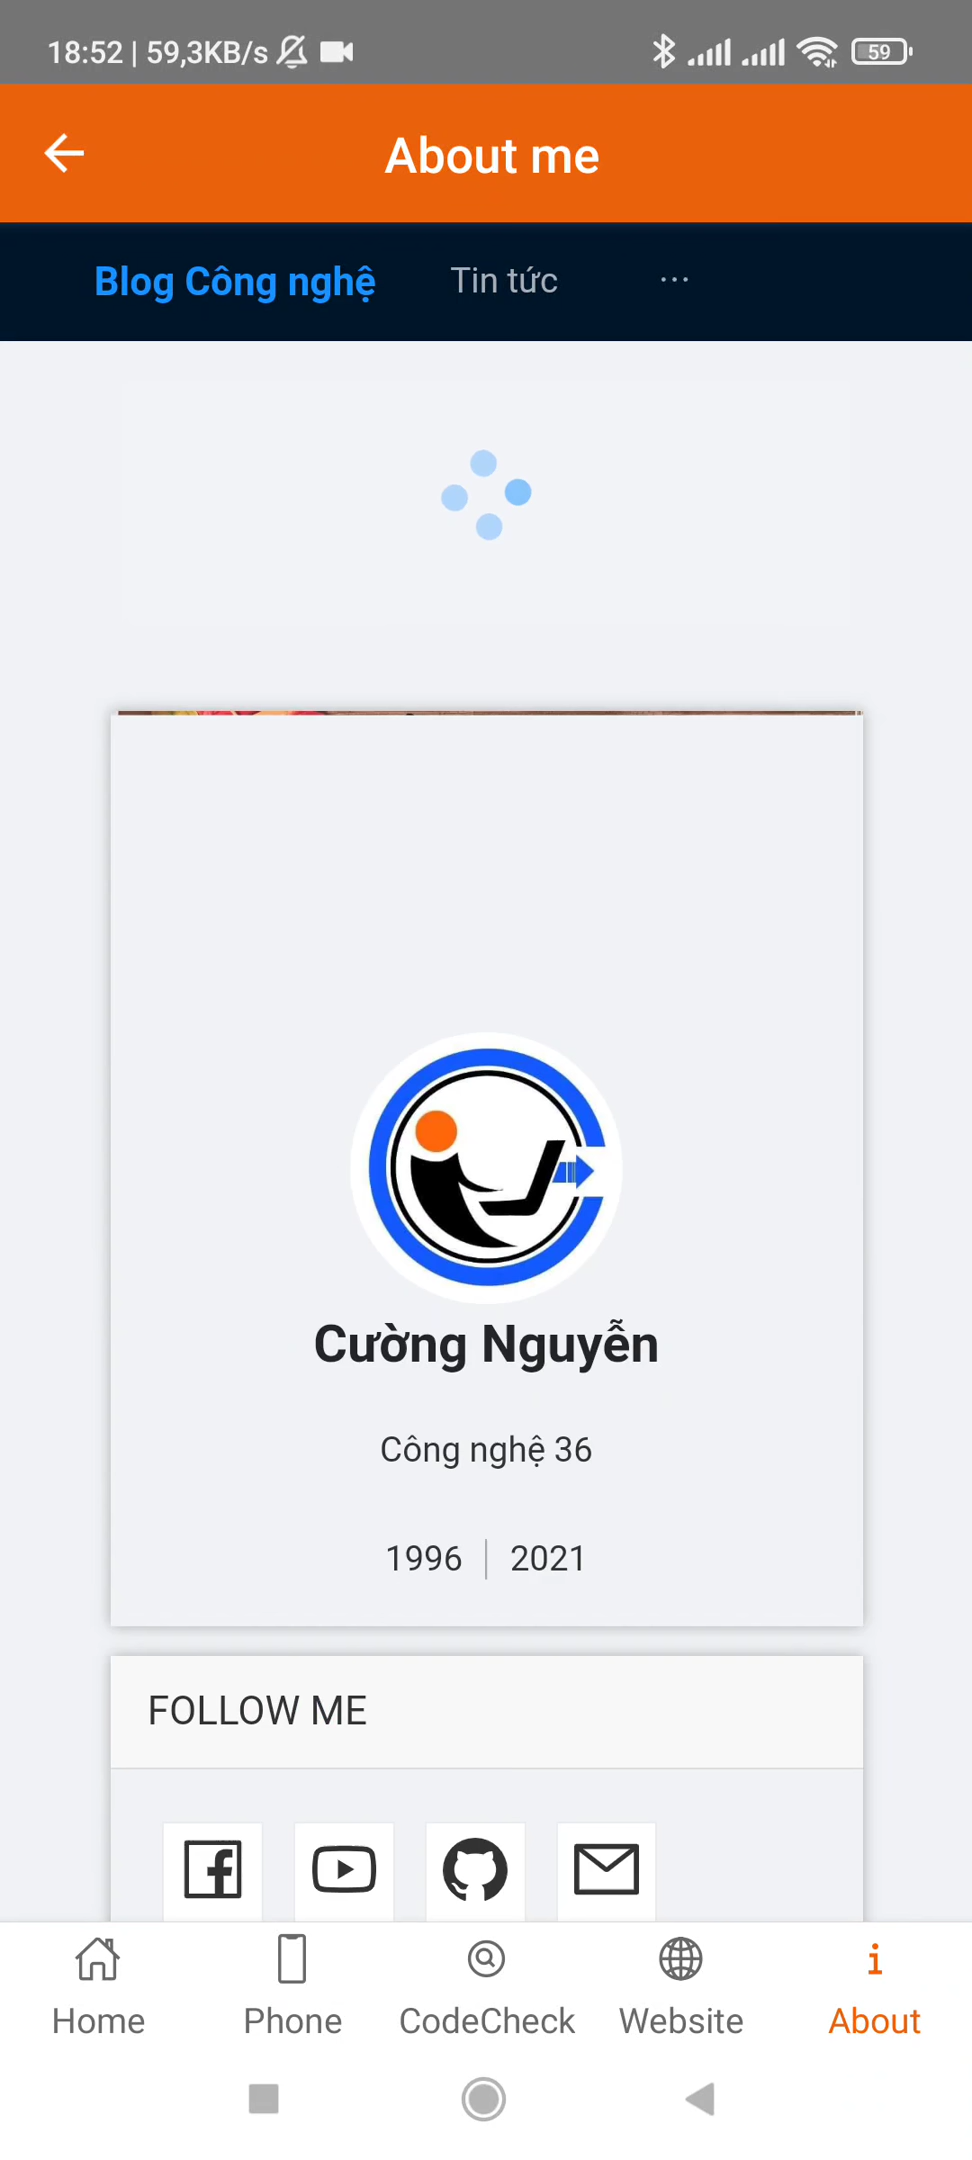 18:52 | 59,3KB/s
59
About me
Blog Công nghệ
Tin tức
...
Cường Nguyễn
Công nghệ 36
1996 | 2021
FOLLOW ME
Home
Phone
CodeCheck
Website
About